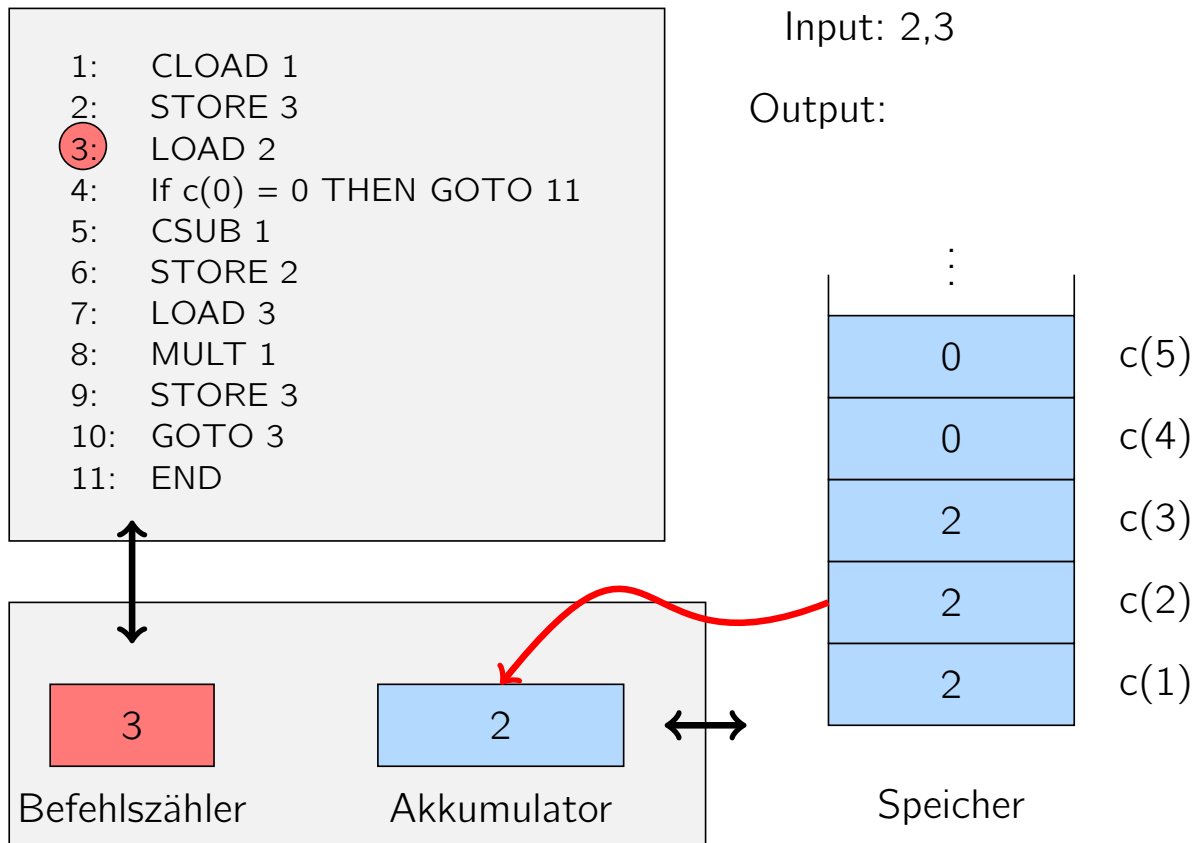 1: CLOAD 1
2: STORE 3
3: LOAD 2
4: If c(0) = 0 THEN GOTO 11
5: CSUB 1
6: STORE 2
7: LOAD 3
8: MULT 1
9: STORE 3
10: GOTO 3
11: END
Input: 2,3
Output:
⋮
0 c(5)
0 c(4)
2 c(3)
2 c(2)
2 c(1)
Speicher
3
Befehlszähler
2
Akkumulator